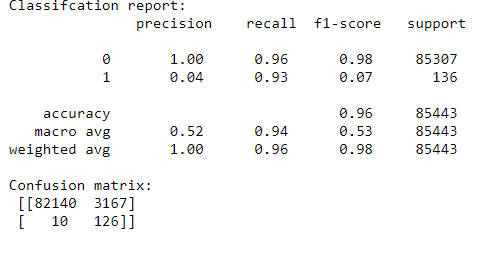 Classifcation report:
precision recall f1-score support
0 1.00 0.96 0.98 85307
1 0.04 0.93 0.07 136
accuracy 0.96 85443
macro avg 0.52 0.94 0.53 85443
weighted avg 1.00 0.96 0.98 85443
Confusion matrix:
[[82140 3167]
[ 10 126]]